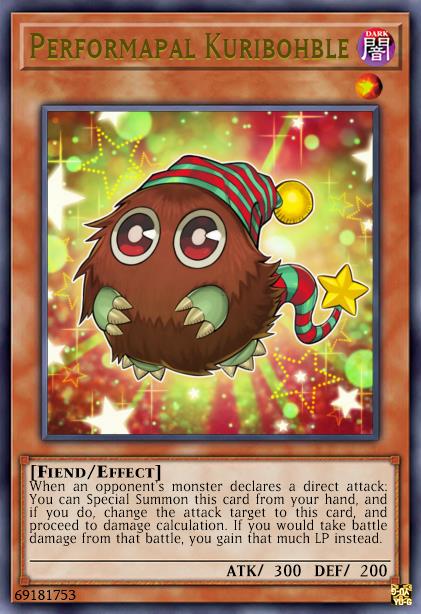 PERFORMAPAL KURIBOHBLE
DARK
闇
[FIEND/EFFECT]
When an opponent's monster declares a direct attack:
You can Special Summon this card from your hand, and
if you do, change the attack target to this card, and
proceed to damage calculation. If you would take battle
damage from that battle, you gain that much LP instead.
ATK/ 300 DEF/ 200
69181753